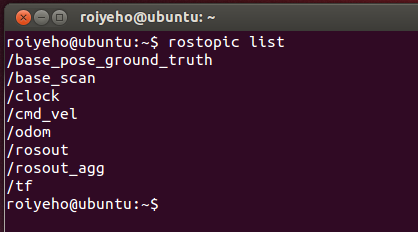 roiyeho@ubuntu:~
roiyeho@ubuntu:~$ rostopic list
/base_pose_ground_truth
/base_scan
/clock
/cmd_vel
/odom
/rosout
/rosout_agg
/tf
roiyeho@ubuntu:~$